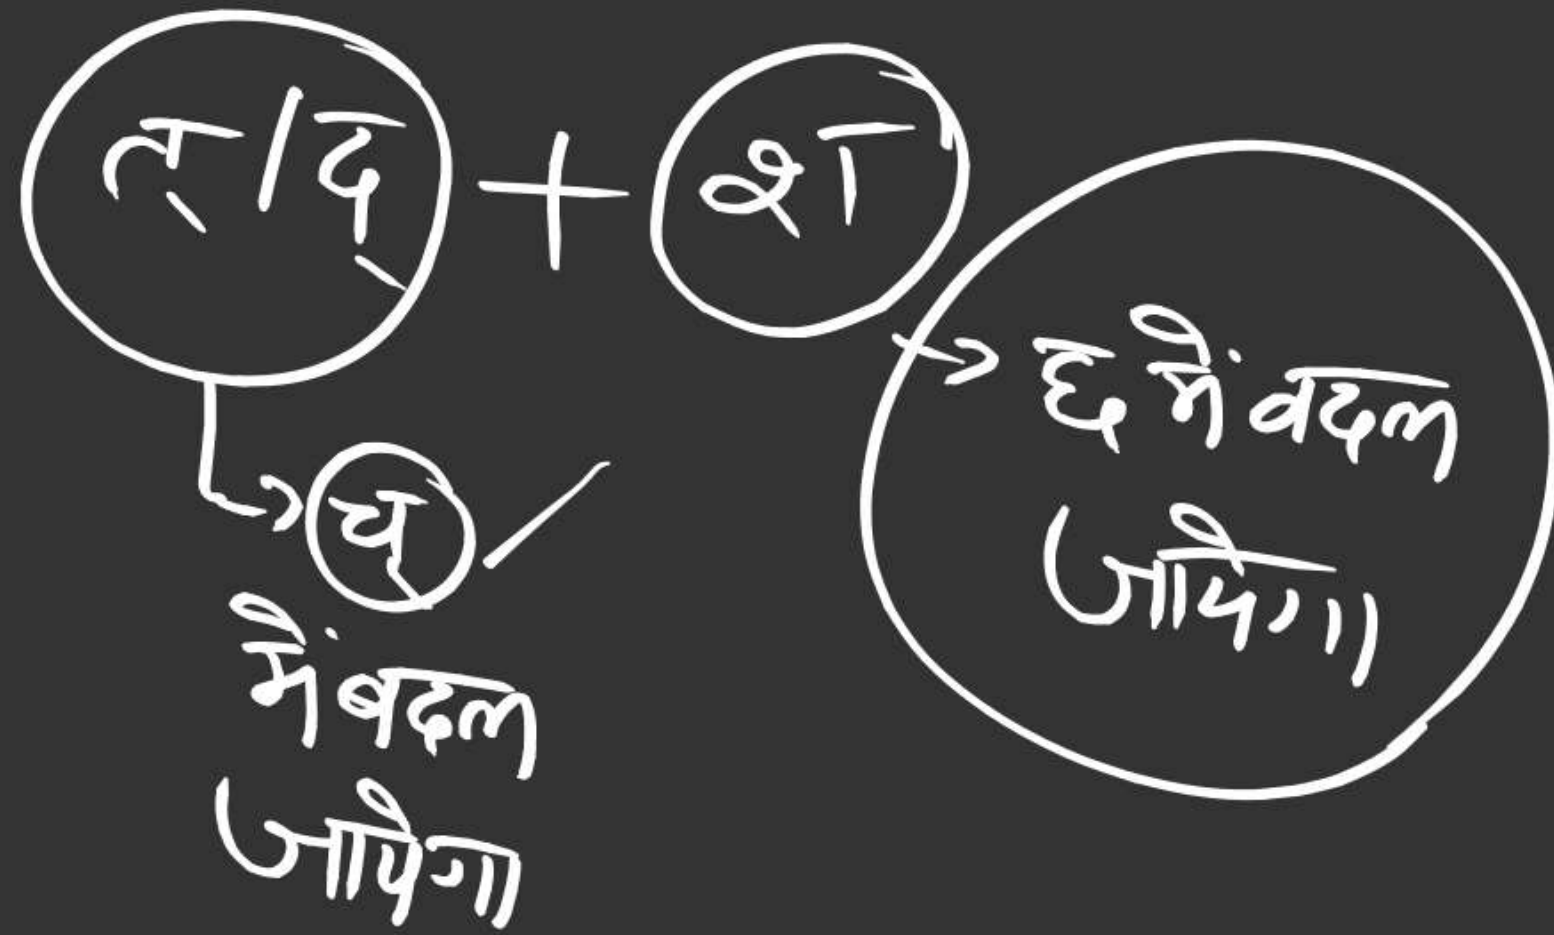 त्/द् + श
→ छ में बदल
जायेगा
→ च्
में बदल
जायेगा